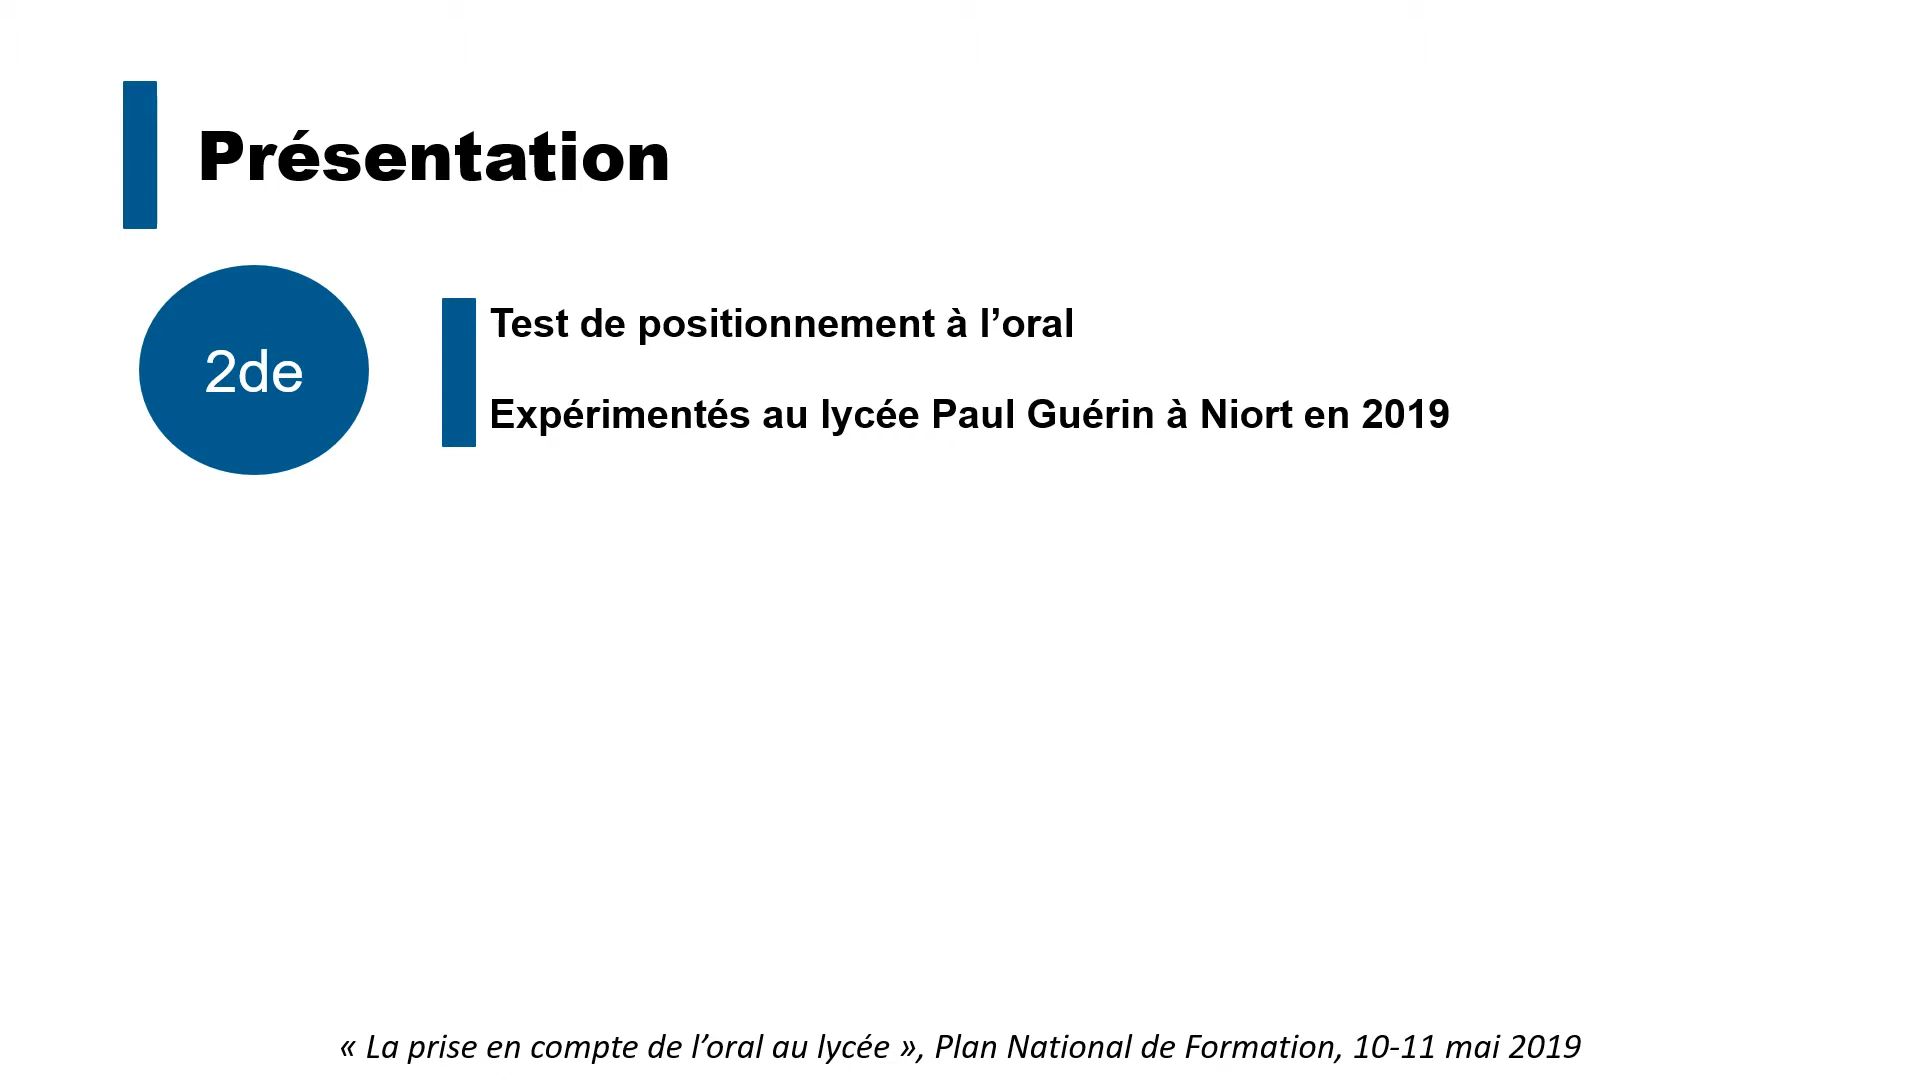 Présentation
2de
Test de positionnement à l’oral
Expérimentés au lycée Paul Guérin à Niort en 2019
« La prise en compte de l’oral au lycée », Plan National de Formation, 10-11 mai 2019